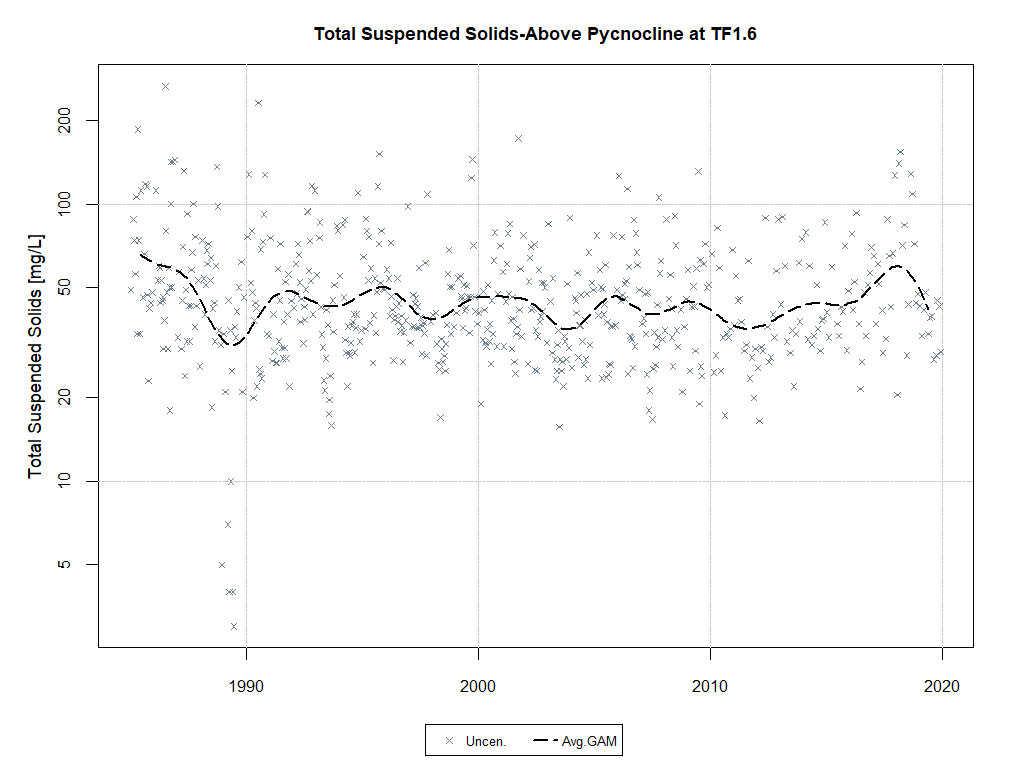 Total Suspended Solids-Above Pycnocline at TF1.6
Total Suspended Solids [mg/L]
200
100
50
20
10
5
1990
2000
2010
2020
Uncen.
Avg.GAM